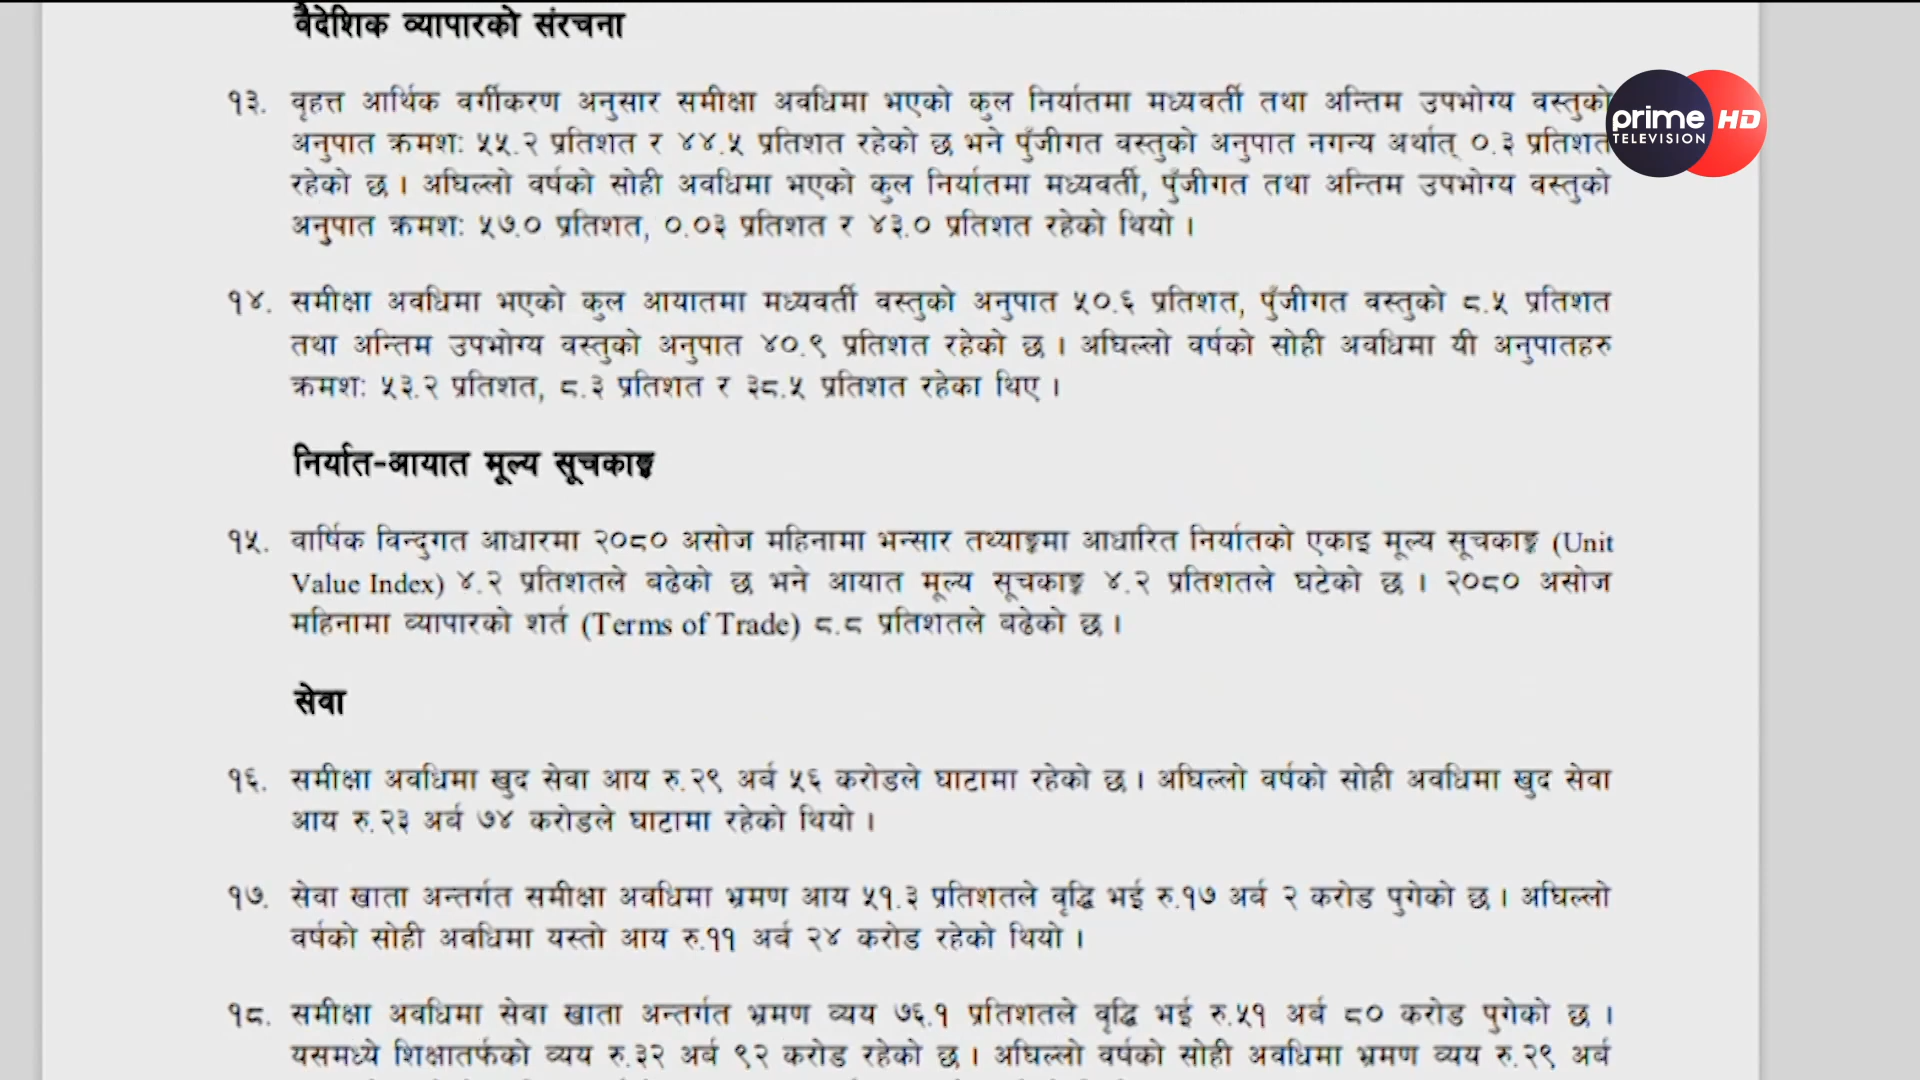 वैदेशिक व्यापारको संरचना
१३. वृहत्त आर्थिक वर्गीकरण अनुसार समीक्षा अवधिमा भएको कुल निर्यातमा मध्यवर्ती तथा अन्तिम उपभोग्य वस्तुको
अनुपात क्रमशः ५५.२ प्रतिशत र ४४.५ प्रतिशत रहेको छ भने पुँजीगत वस्तुको अनुपात नगन्य अर्थात् ०.३ प्रतिशत
रहेको छ । अघिल्लो वर्षको सोही अवधिमा भएको कुल निर्यातमा मध्यवर्ती, पुँजीगत तथा अन्तिम उपभोग्य वस्तुको
अनुपात क्रमशः ५७.० प्रतिशत, ०.०३ प्रतिशत र ४३.० प्रतिशत रहेको थियो ।
prime HD
TELEVISION
१४. समीक्षा अवधिमा भएको कुल आयातमा मध्यवर्ती वस्तुको अनुपात ५०.६ प्रतिशत, पुँजीगत वस्तुको ८.५ प्रतिशत
तथा अन्तिम उपभोग्य वस्तुको अनुपात ४०.९ प्रतिशत रहेको छ । अघिल्लो वर्षको सोही अवधिमा यी अनुपातहरु
क्रमशः ५३.२ प्रतिशत, ८.३ प्रतिशत र ३८.५ प्रतिशत रहेका थिए ।
निर्यात-आयात मूल्य सूचकाङ्क
१५. वार्षिक विन्दुगत आधारमा २०८० असोज महिनामा भन्सार तथ्याङ्कमा आधारित निर्यातको एकाइ मूल्य सूचकाङ्क (Unit
Value Index) ४.२ प्रतिशतले बढेको छ भने आयात मूल्य सूचकाङ्क ४.२ प्रतिशतले घटेको छ । २०८० असोज
महिनामा व्यापारको शर्त (Terms of Trade) ८.८ प्रतिशतले बढेको छ ।
सेवा
१६. समीक्षा अवधिमा खुद सेवा आय रु.२९ अर्ब ५६ करोडले घाटामा रहेको छ । अघिल्लो वर्षको सोही अवधिमा खुद सेवा
आय रु.२३ अर्ब ७४ करोडले घाटामा रहेको थियो ।
१७. सेवा खाता अन्तर्गत समीक्षा अवधिमा भ्रमण आय ५१.३ प्रतिशतले वृद्धि भई रु.१७ अर्ब २ करोड पुगेको छ । अघिल्लो
वर्षको सोही अवधिमा यस्तो आय रु.११ अर्ब २४ करोड रहेको थियो ।
१८. समीक्षा अवधिमा सेवा खाता अन्तर्गत भ्रमण व्यय ७६.१ प्रतिशतले वृद्धि भई रु.५१ अर्ब ८० करोड पुगेको छ ।
यसमध्ये शिक्षातर्फको व्यय रु.३२ अर्ब ९२ करोड रहेको छ । अघिल्लो वर्षको सोही अवधिमा भ्रमण व्यय रु.२९ अर्ब